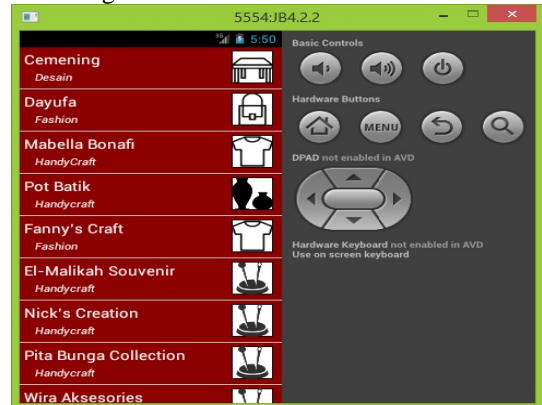 5554:JB4.2.2
3G 5:50
Cemening
Desain
Dayufa
Fashion
Mabella Bonafi
HandyCraft
Pot Batik
Handycraft
Fanny's Craft
Fashion
El-Malikah Souvenir
Handycraft
Nick's Creation
Handycraft
Pita Bunga Collection
Handycraft
Wira Aksesories
Basic Controls
Hardware Buttons
MENU
DPAD not enabled in AVD
Hardware Keyboard not enabled in AVD
Use on screen keyboard